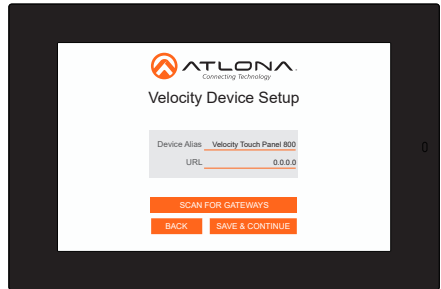 ATLONA.
Connecting Technology
Velocity Device Setup
Device Alias Velocity Touch Panel 800
URL 0.0.0.0
SCAN FOR GATEWAYS
BACK SAVE & CONTINUE